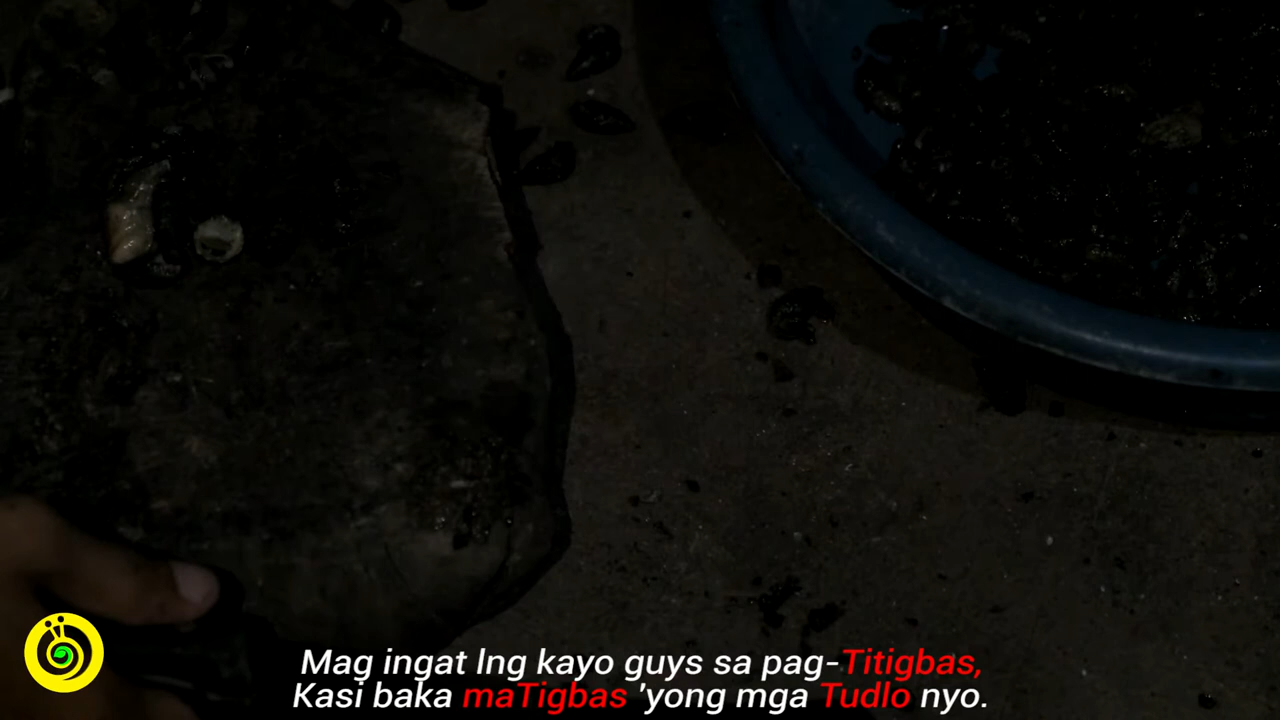 Mag ingat lng kayo guys sa pag-Titigbas,
Kasi baka maTigbas 'yong mga Tudlo nyo.